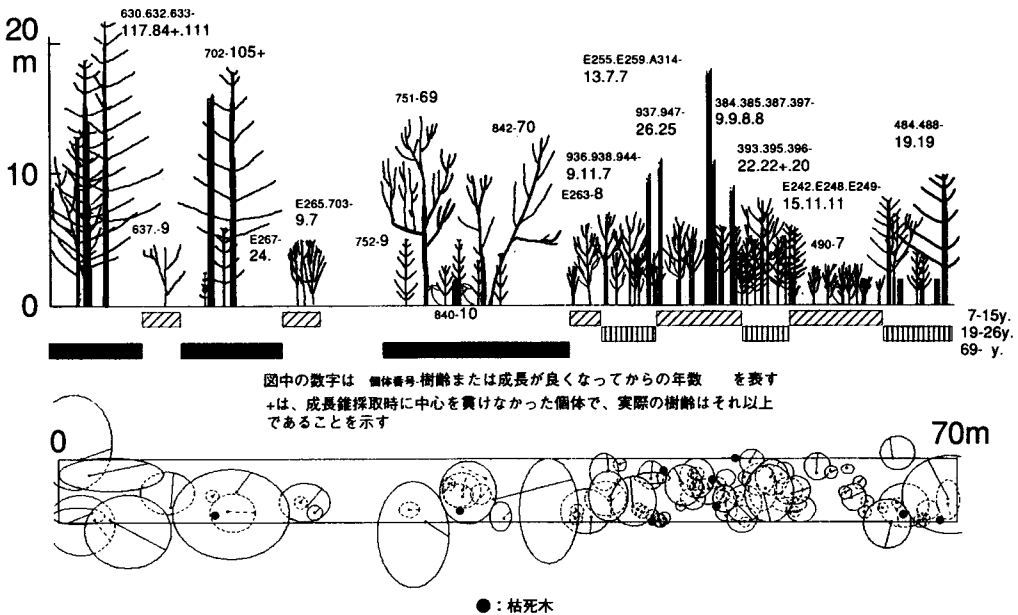 20
m
10
0
630.632.633-
117.84+.111
702-105+
637.-9
E267-
24.
E265.703-
9.7
751-69
752-9
842-70
840-10
E255.E259.A314-
13.7.7
937.947-
26.25
936.938.944-
9.11.7
E263-8
384.385.387.397-
9.9.8.8
393.395.396-
22.22+.20
E242.E248.E249-
15.11.11
490-7
484.488-
19.19
7-15y.
19-26y.
69- y.
図中の数字は 個体番号-樹齢または成長が良くなってからの年数 を表す
+は、成長錐採取時に中心を貫けなかった個体で、実際の樹齢はそれ以上
であることを示す
0
70m
●：枯死木